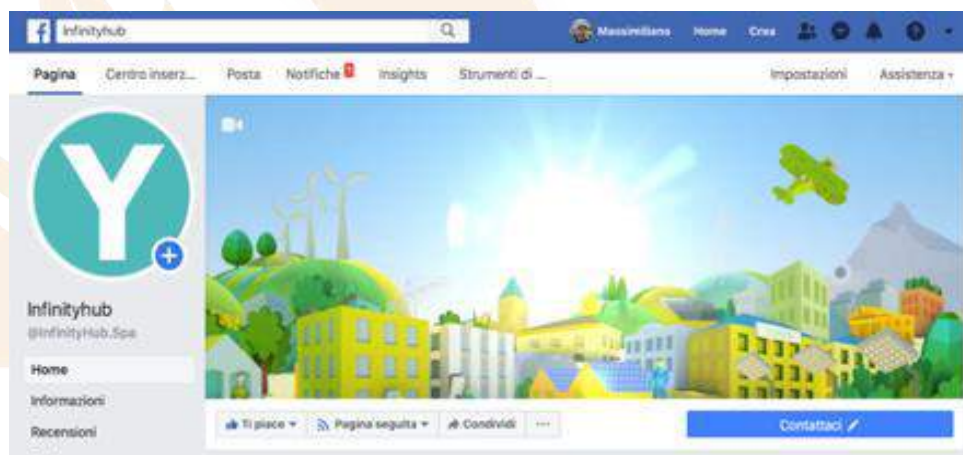 f Infinityhub Massimiliano Home Crea
Pagina Centro inserz... Posta Notifiche 1 Insights Strumenti di ... Impostazioni Assistenza
Y
Infinityhub
@InfinityHub.Spa
Home
Informazioni
Recensioni
Ti piace Pagina seguita Condividi ... Contattaci